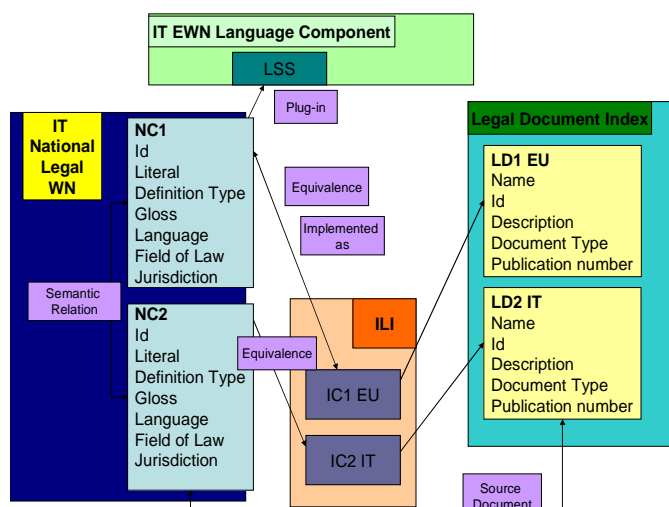 IT EWN Language Component
LSS
Plug-in
IT
National
Legal
WN
NC1
Id
Literal
Definition Type
Gloss
Language
Field of Law
Jurisdiction
Semantic
Relation
NC2
Id
Literal
Definition Type
Gloss
Language
Field of Law
Jurisdiction
Equivalence
Implemented
as
Equivalence
ILI
IC1 EU
IC2 IT
Legal Document Index
LD1 EU
Name
Id
Description
Document Type
Publication number
LD2 IT
Name
Id
Description
Document Type
Publication number
Source
Document